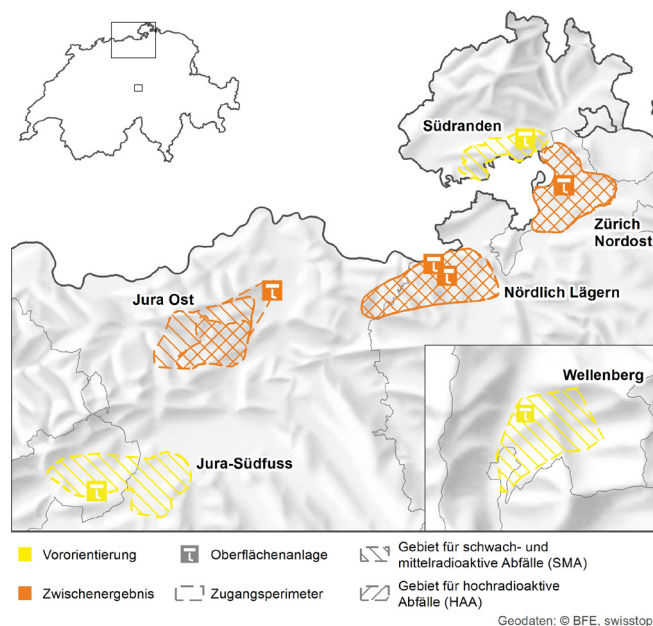 Südranden
Zürich
Nordost
Jura Ost
Nördlich Lägern
Wellenberg
Jura-Südfuss
Vororientierung
Oberflächenanlage
Gebiet für schwach- und
mittelradioaktive Abfälle (SMA)
Zwischenergebnis
Zugangsperimeter
Gebiet für hochradioaktive
Abfälle (HAA)
Geodaten: © BFE, swisstop